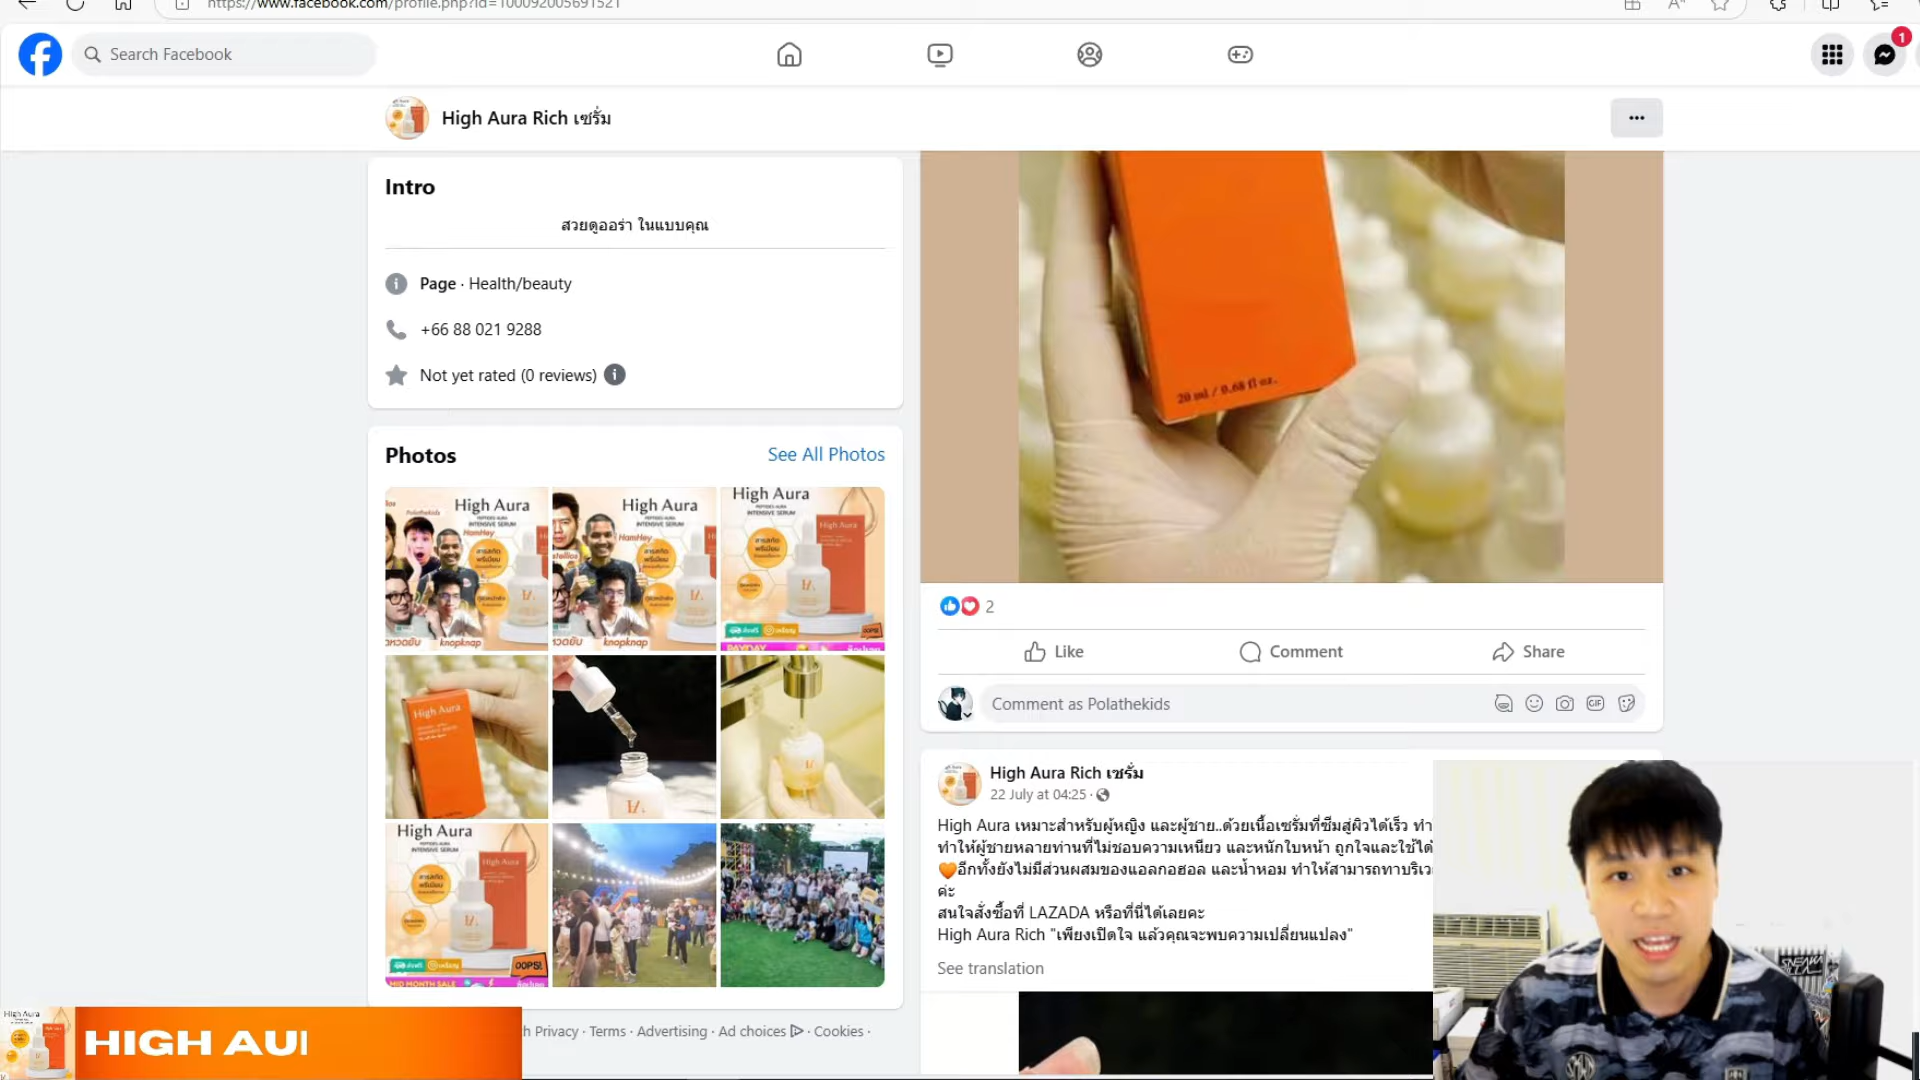 https://www.facebook.com/profile.php?id=100092005691521
Search Facebook
1
High Aura Rich เซรั่ม
Intro
สวยดูออร่า ในแบบคุณ
Page · Health/beauty
+66 88 021 9288
Not yet rated (0 reviews)
Photos
See All Photos
High Aura
INTENSIVE SERUM
Polathekids
HamHey
knopknap
High Aura
INTENSIVE SERUM
HamHey
knopknap
High Aura
INTENSIVE SERUM
สารสกัด
พรีเมียม
High Aura
PAYDAY
High Aura
High Aura
INTENSIVE SERUM
สารสกัด
พรีเมียม
High Aura
OOPS!
MID MONTH SALE
Privacy · Terms · Advertising · Ad choices · Cookies ·
20 ml / 0.68 fl oz.
2
Like
Comment
Share
Comment as Polathekids
GIF
High Aura Rich เซรั่ม
22 July at 04:25 ·
High Aura เหมาะสำหรับผู้หญิง และผู้ชาย..ด้วยเนื้อเซรั่มที่ซึมสู่ผิวได้เร็ว ทำ
ทำให้ผู้ชายหลายท่านที่ไม่ชอบความเหนียว และหนักใบหน้า ถูกใจและใช้ได้
🧡อีกทั้งยังไม่มีส่วนผสมของแอลกอฮอล และน้ำหอม ทำให้สามารถทาบริเว
ค่ะ
สนใจสั่งซื้อที่ LAZADA หรือที่นี่ได้เลยคะ
High Aura Rich "เพียงเปิดใจ แล้วคุณจะพบความเปลี่ยนแปลง"
See translation
High Aura
HIGH AUI